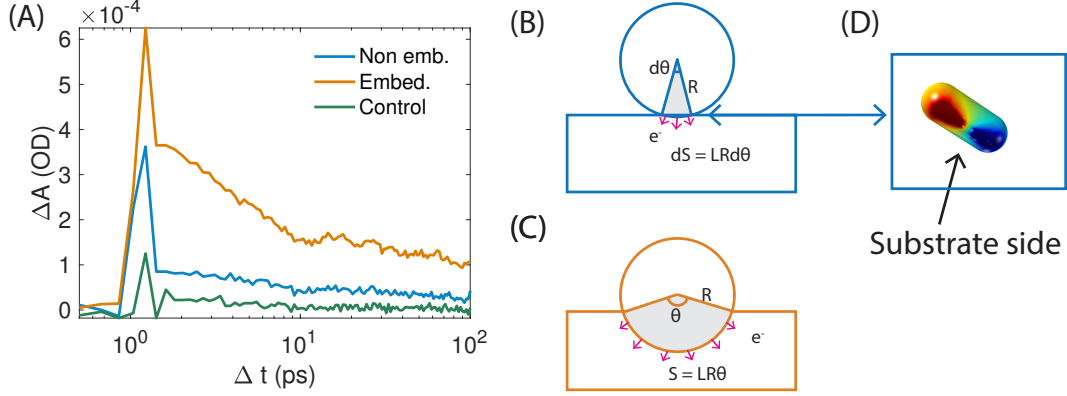 (A)
×10⁻⁴
6
5
4
3
2
1
0
ΔA (OD)
10⁰
10¹
10²
Δ t (ps)
Non emb.
Embed.
Control
(B)
dθ
R
e⁻
dS = LRdθ
(C)
R
θ
e⁻
S = LRθ
(D)
Substrate side